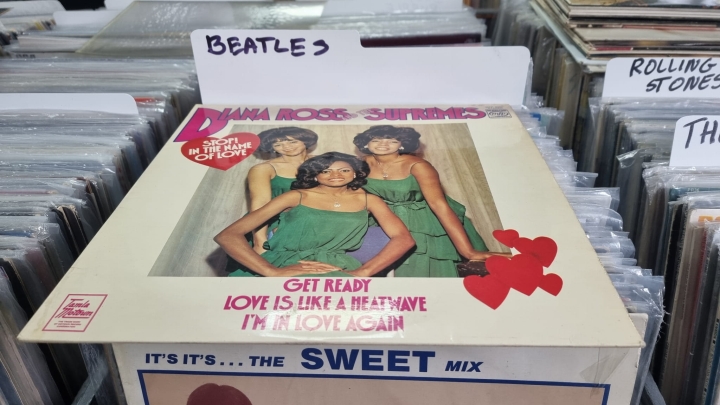 BEATLES
ROLLING
STONES
TH
DIANA ROSS SUPREMES
STOP!
IN THE NAME
OF LOVE
GET READY
LOVE IS LIKE A HEATWAVE
I'M IN LOVE AGAIN
Tamla
Motown
IT'S IT'S... THE SWEET MIX